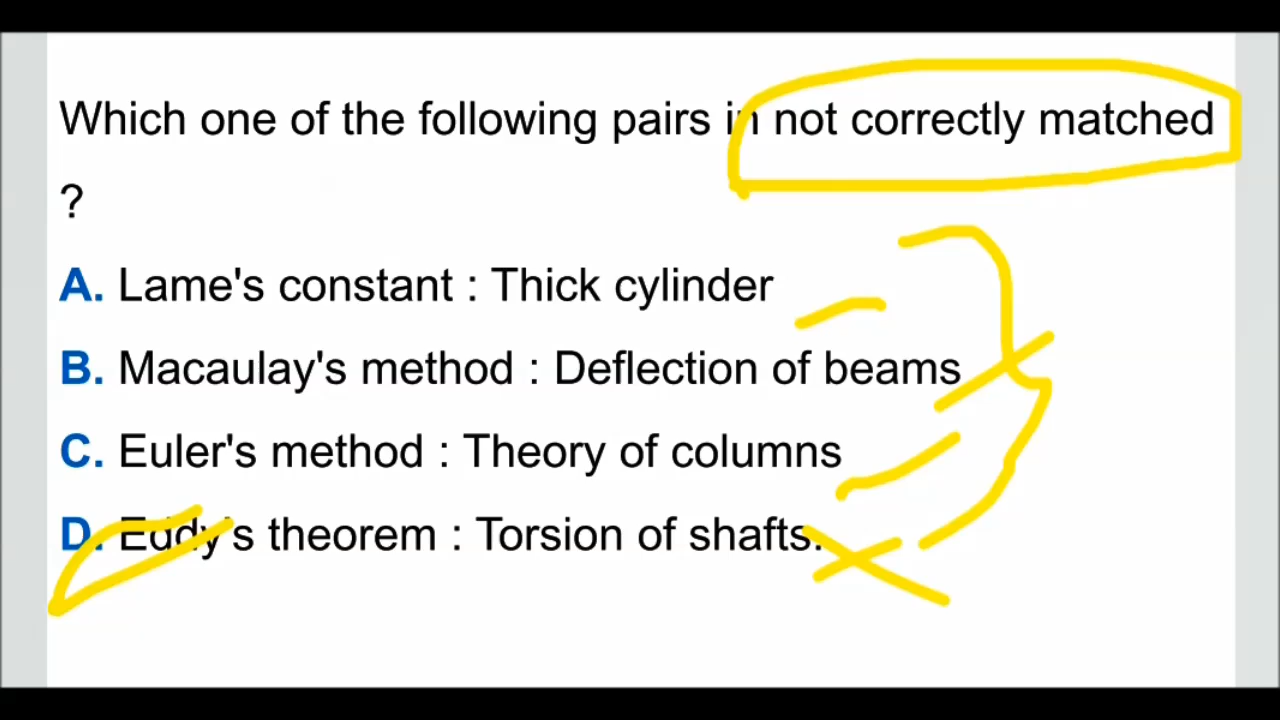 Which one of the following pairs in not correctly matched
?
A. Lame's constant : Thick cylinder
B. Macaulay's method : Deflection of beams
C. Euler's method : Theory of columns
D. Eddy's theorem : Torsion of shafts.